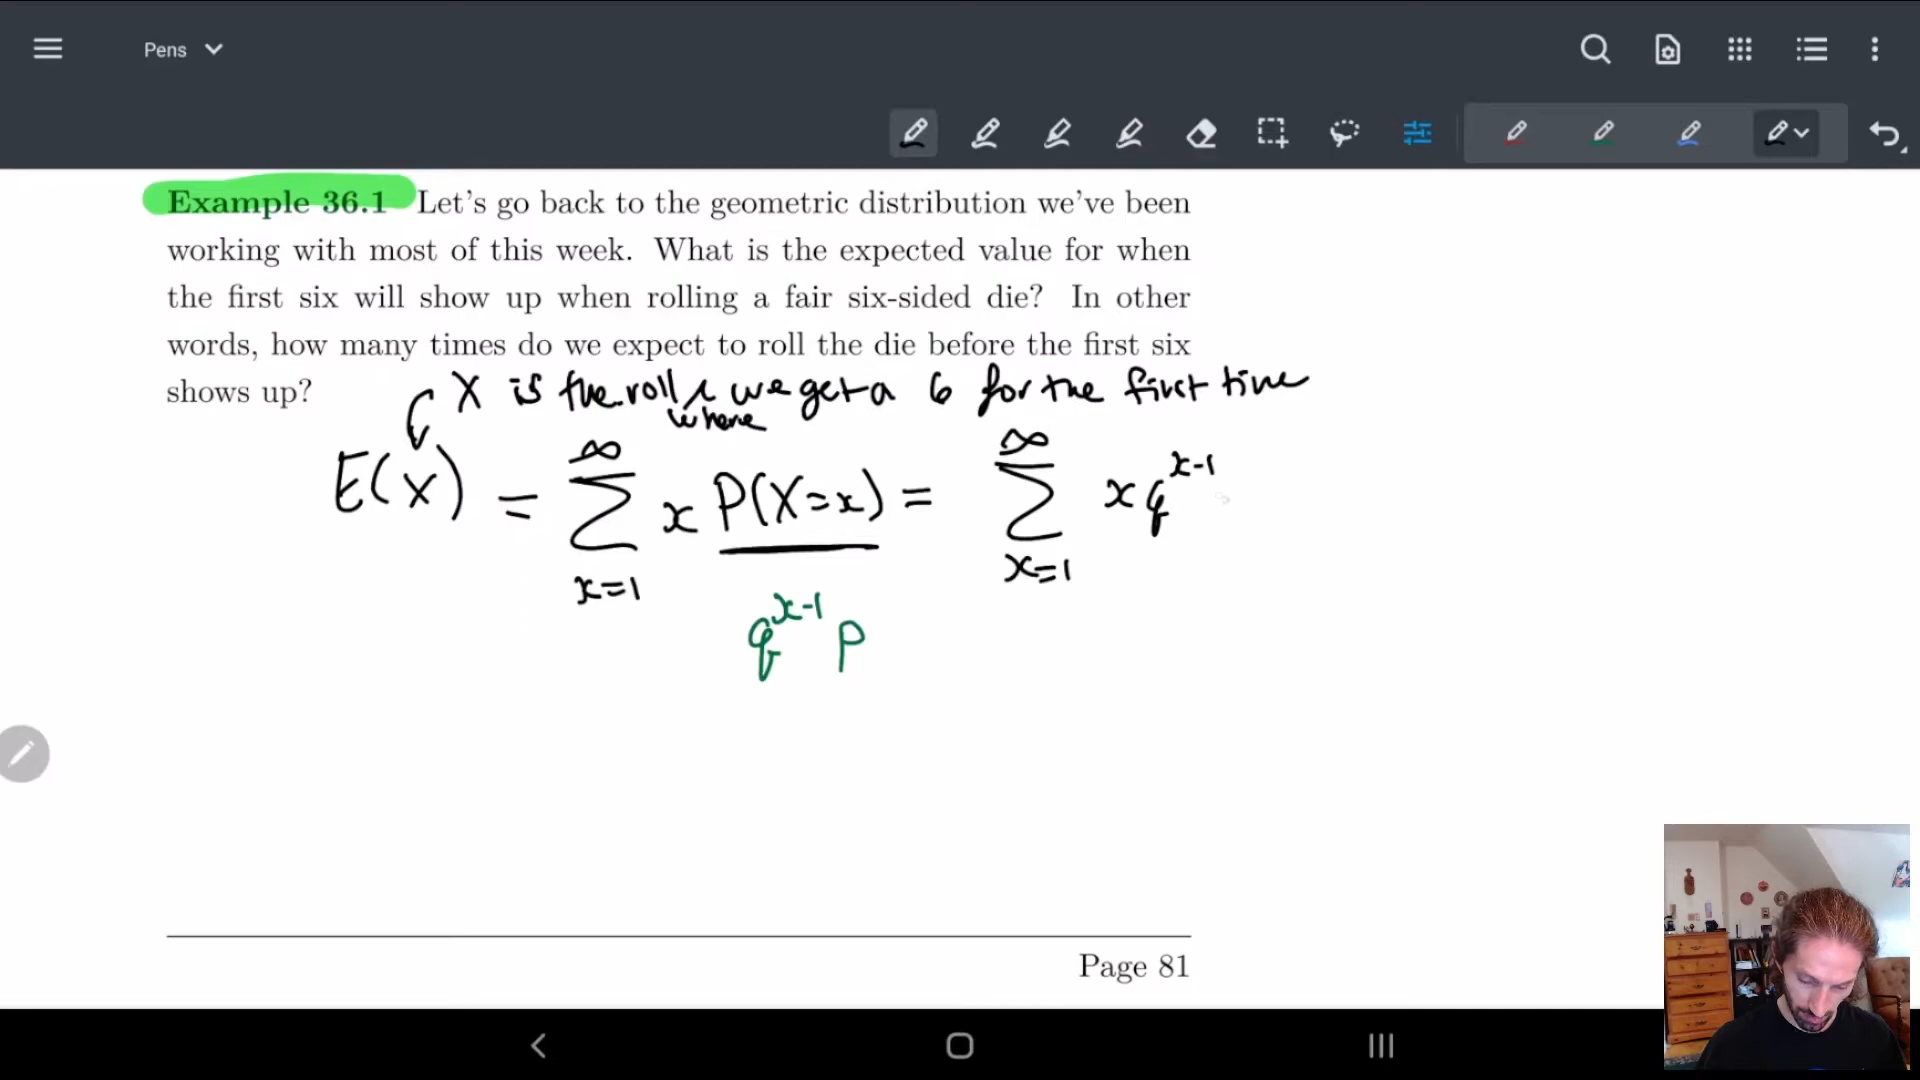 Pens
Example 36.1 Let's go back to the geometric distribution we've been
working with most of this week. What is the expected value for when
the first six will show up when rolling a fair six-sided die? In other
words, how many times do we expect to roll the die before the first six
shows up?
X is the roll where we get a 6 for the first time
E(X) = ∑_{x=1}^{∞} x P(X=x) = ∑_{x=1}^{∞} x q^{x-1}
q^{x-1} p
Page 81